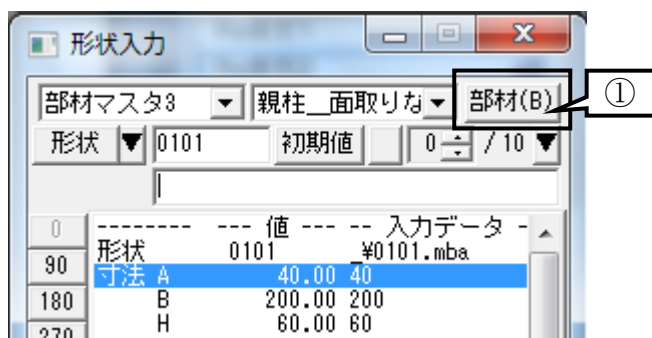 形状入力
部材マスタ3 親柱__面取りな 部材(B)
①
形状 0101 初期値 0 / 10
-------- --- 値 --- -- 入力データ -
0
形状 0101 _¥0101.mba
90
寸法 A 40.00 40
180
B 200.00 200
H 60.00 60
270